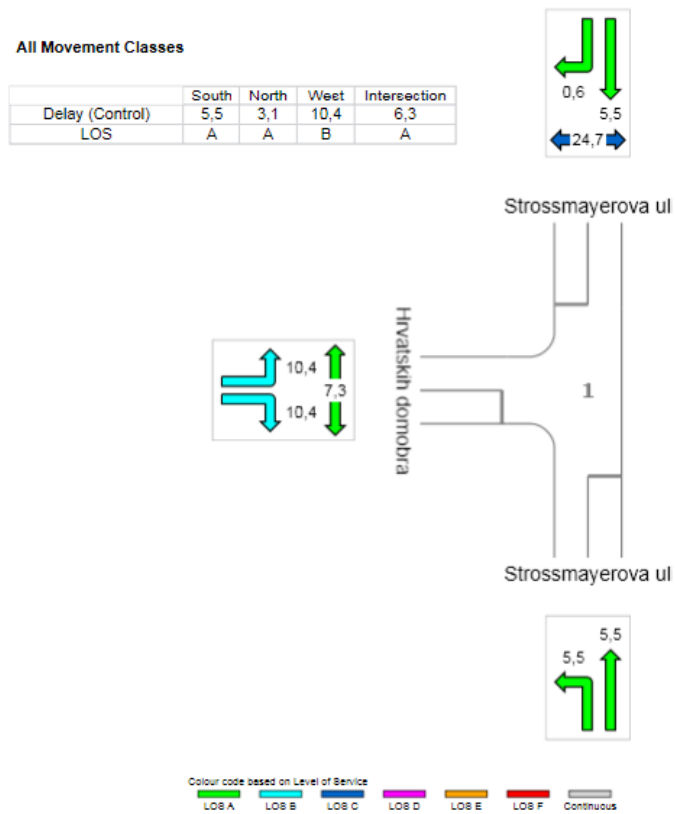 All Movement Classes
South North West Intersection
Delay (Control) 5,5 3,1 10,4 6,3
LOS A A B A
0,6
5,5
24,7
Strossmayerova ul
Hrvatskih domobra
10,4
7,3
10,4
1
Strossmayerova ul
5,5
5,5
Colour code based on Level of Service
LOS A LOS B LOS C LOS D LOS E LOS F Continuous